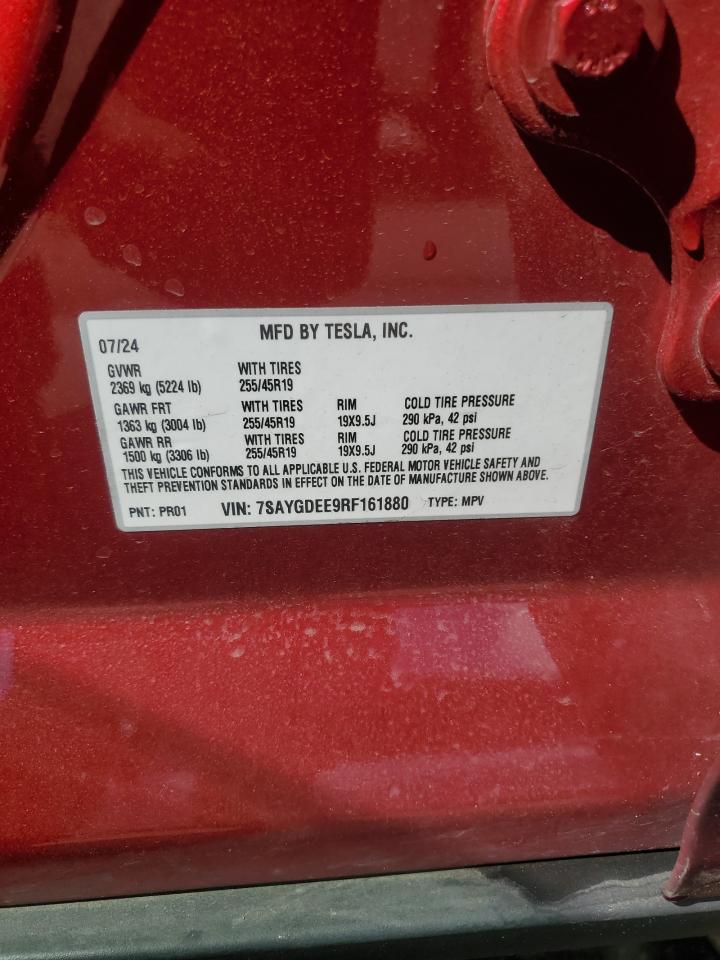 MFD BY TESLA, INC.
07/24
GVWR WITH TIRES
2369 kg (5224 lb) 255/45R19
GAWR FRT WITH TIRES RIM COLD TIRE PRESSURE
1363 kg (3004 lb) 255/45R19 19X9.5J 290 kPa, 42 psi
GAWR RR WITH TIRES RIM COLD TIRE PRESSURE
1500 kg (3306 lb) 255/45R19 19X9.5J 290 kPa, 42 psi
THIS VEHICLE CONFORMS TO ALL APPLICABLE U.S. FEDERAL MOTOR VEHICLE SAFETY AND
THEFT PREVENTION STANDARDS IN EFFECT ON THE DATE OF MANUFACTURE SHOWN ABOVE.
PNT: PR01 VIN: 7SAYGDEE9RF161880 TYPE: MPV